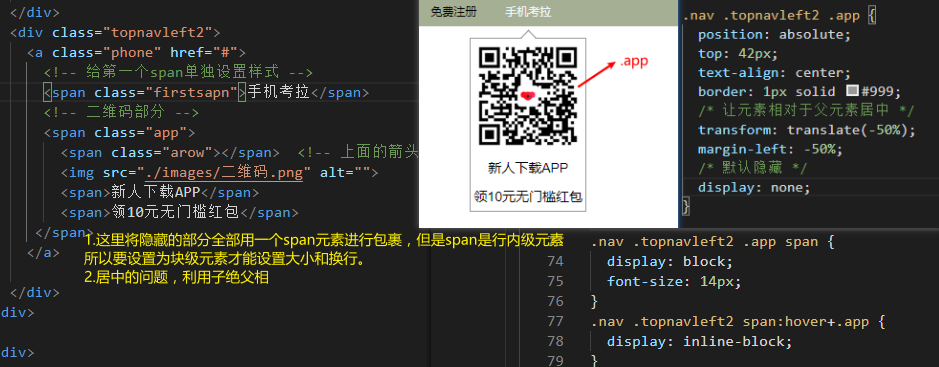 </div>
<div class="topnavleft2">
<a class="phone" href="#">
<!-- 给第一个span单独设置样式 -->
<span class="firstsapn">手机考拉</span>
<!-- 二维码部分 -->
<span class="app">
<span class="arow"></span> <!-- 上面的箭头
<img src="./images/二维码.png" alt="">
<span>新人下载APP</span>
<span>领10元无门槛红包</span>
</span>
</a>
</div>
div>
div>
1.这里将隐藏的部分全部用一个span元素进行包裹，但是span是行内级元素
所以要设置为块级元素才能设置大小和换行。
2.居中的问题，利用子绝父相
免费注册 手机考拉
.app
新人下载APP
领10元无门槛红包
.nav .topnavleft2 .app {
position: absolute;
top: 42px;
text-align: center;
border: 1px solid #999;
/* 让元素相对于父元素居中 */
transform: translate(-50%);
margin-left: -50%;
/* 默认隐藏 */
display: none;
}
.nav .topnavleft2 .app span {
74 display: block;
75 font-size: 14px;
76 }
77 .nav .topnavleft2 span:hover+.app {
78 display: inline-block;
79 }